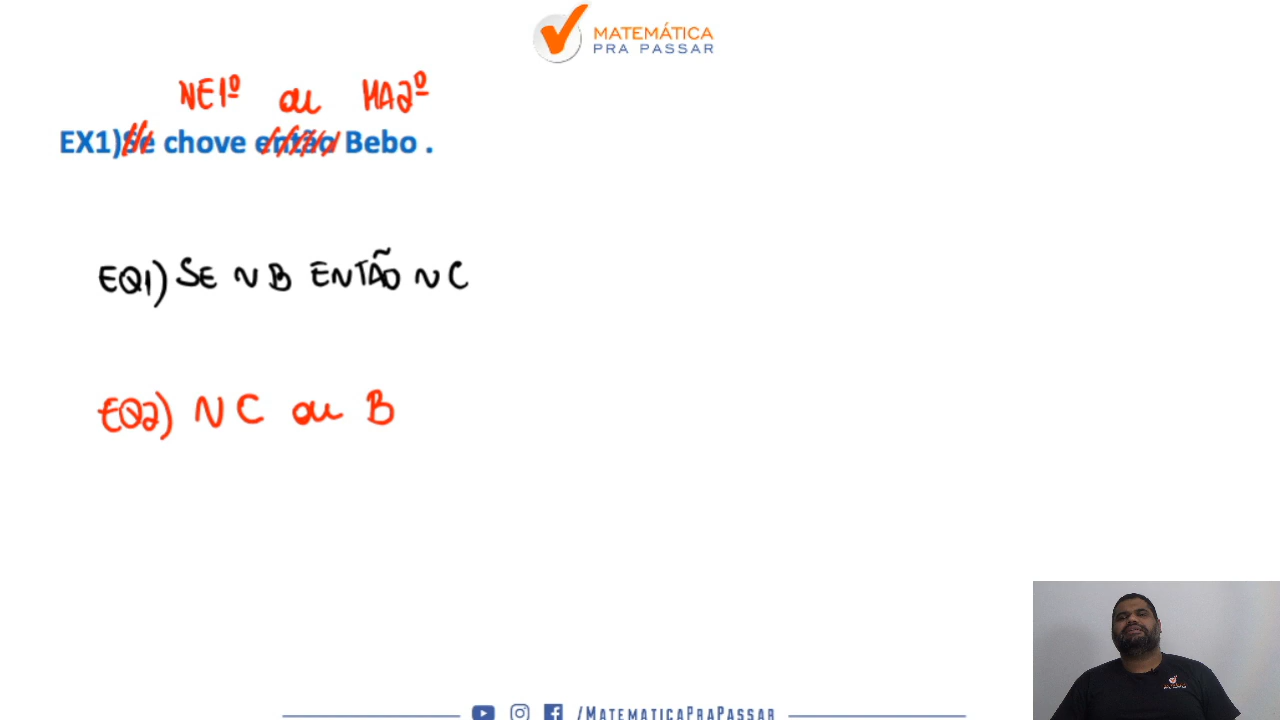 MATEMÁTICA
PRA PASSAR
NE1º ou MA2º
EX1)Se chove então Bebo .
EQ1) SE N B ENTÃO N C
EQ2) N C ou B
/MATEMATICAPRAPASSAR